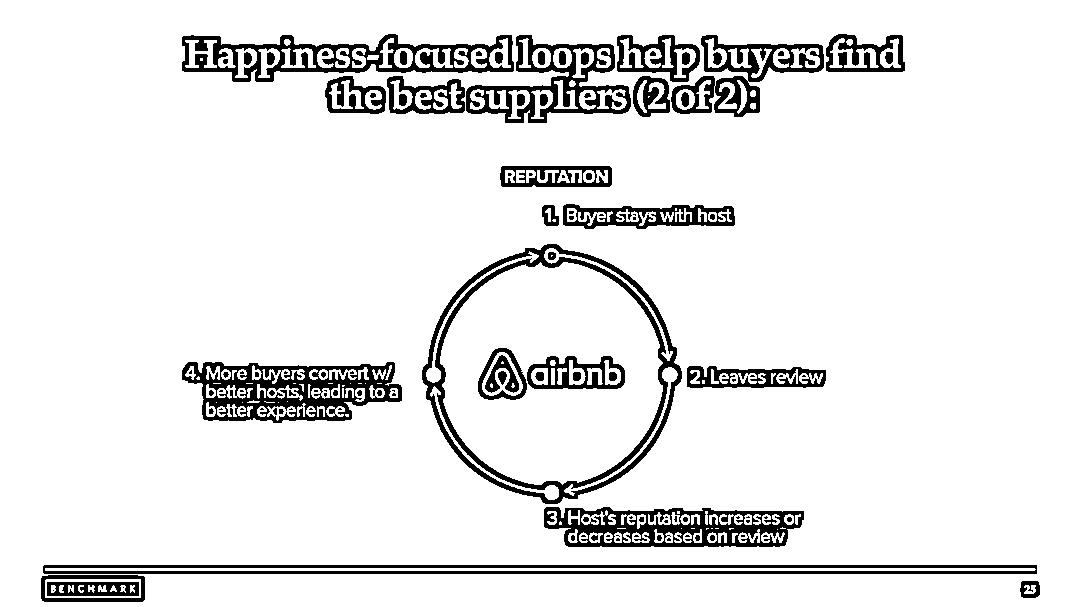 Happiness-focused loops help buyers find
the best suppliers (2 of 2):
REPUTATION
1. Buyer stays with host
airbnb
2. Leaves review
3. Host's reputation increases or
decreases based on review
4. More buyers convert w/
better hosts, leading to a
better experience.
BENCHMARK
25